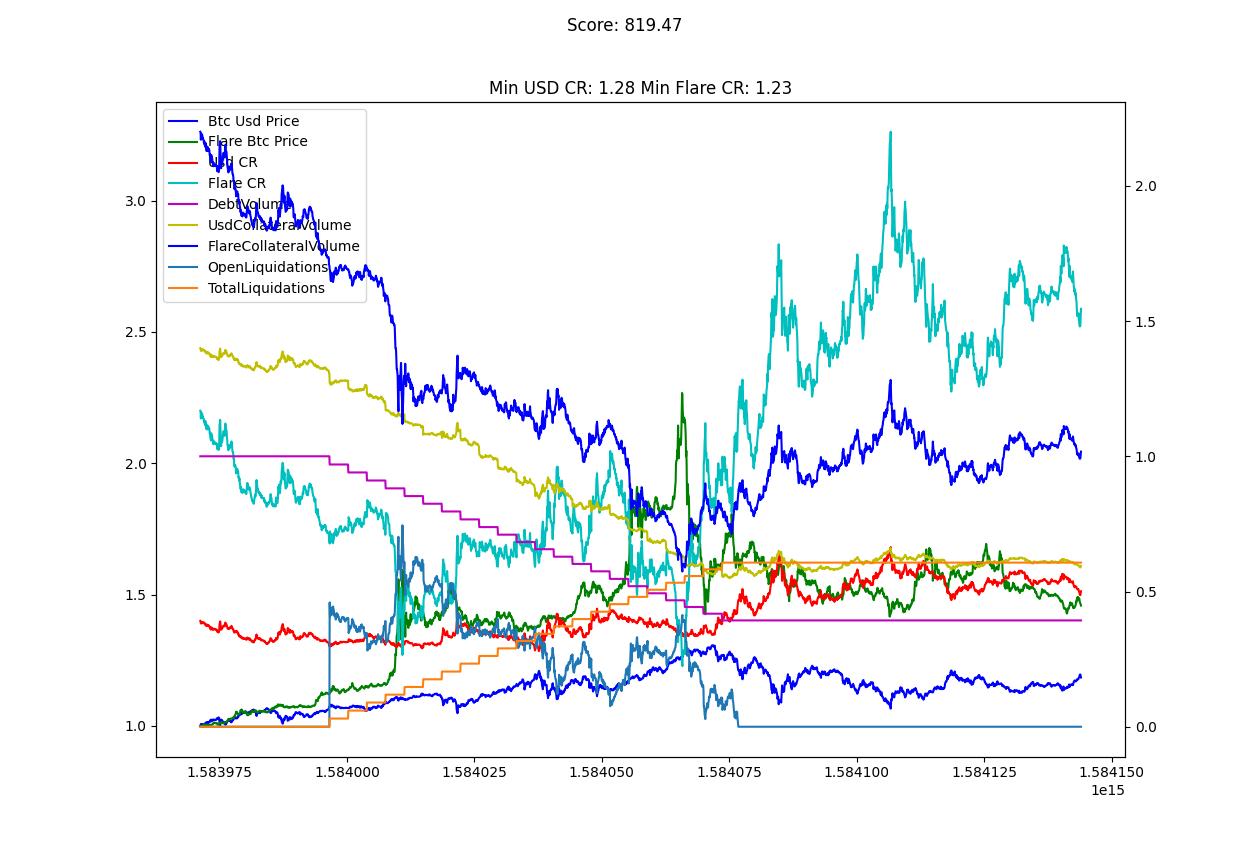 Score: 819.47
Min USD CR: 1.28 Min Flare CR: 1.23
Btc Usd Price
Flare Btc Price
Usd CR
Flare CR
DebtVolume
UsdCollateralVolume
FlareCollateralVolume
OpenLiquidations
TotalLiquidations
3.0
2.5
2.0
1.5
1.0
2.0
1.5
1.0
0.5
0.0
1.583975 1.584000 1.584025 1.584050 1.584075 1.584100 1.584125 1.584150
1e15